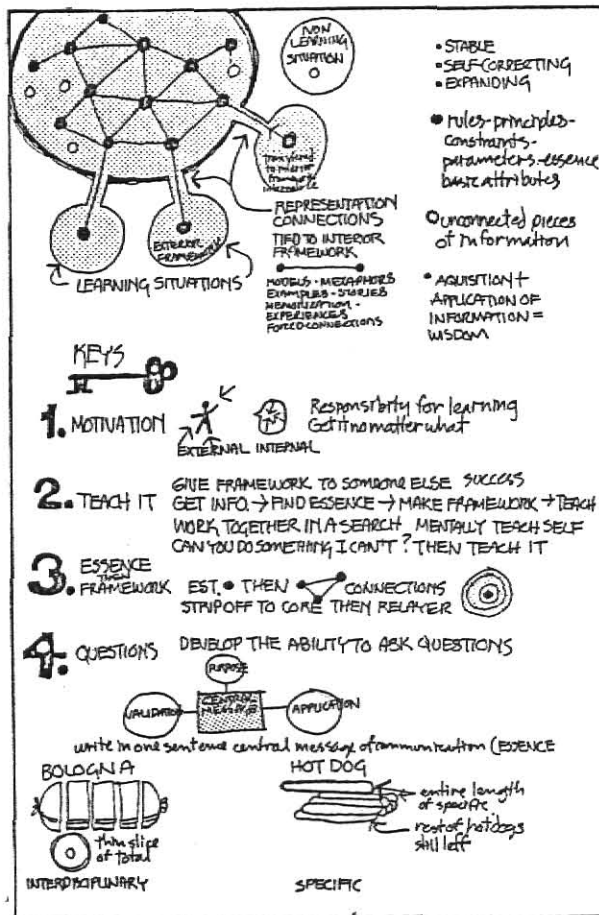 NON
LEARNING
SITUATION
• STABLE
• SELF-CORRECTING
• EXPANDING
rules-principles-
constraints-
parameters-essence
basic attributes
unconnected pieces
of information
• AQUISITION +
APPLICATION OF
INFORMATION =
WISDOM
transferred
to interior
framework
REPRESENTATION
CONNECTIONS
TIED TO INTERIOR
FRAMEWORK
MODELS - METAPHORS
EXAMPLES - STORIES
MEMORIZATION -
EXPERIENCES
FORCED CONNECTIONS
EXTERIOR
FRAMEWORK
LEARNING SITUATIONS
KEYS
1. MOTIVATION
EXTERNAL INTERNAL
Responsibility for learning
Get it no matter what
2. TEACH IT
GIVE FRAMEWORK TO SOMEONE ELSE SUCCESS
GET INFO. → FIND ESSENCE → MAKE FRAMEWORK → TEACH
WORK TOGETHER IN A SEARCH MENTALLY TEACH SELF
CAN YOU DO SOMETHING I CAN'T? THEN TEACH IT
3. ESSENCE
THEN
FRAMEWORK
EST. • THEN CONNECTIONS
STRIP OFF TO CORE THEN RELAYER
4. QUESTIONS DEVELOP THE ABILITY TO ASK QUESTIONS
PURPOSE
VALIDATION
CENTRAL
MESSAGE
APPLICATION
write in one sentence central message of communication (ESSENCE
BOLOGNA
thin slice
of total
INTERDISIPLINARY
HOT DOG
entire length
of specific
rest of hot dogs
still left
SPECIFIC